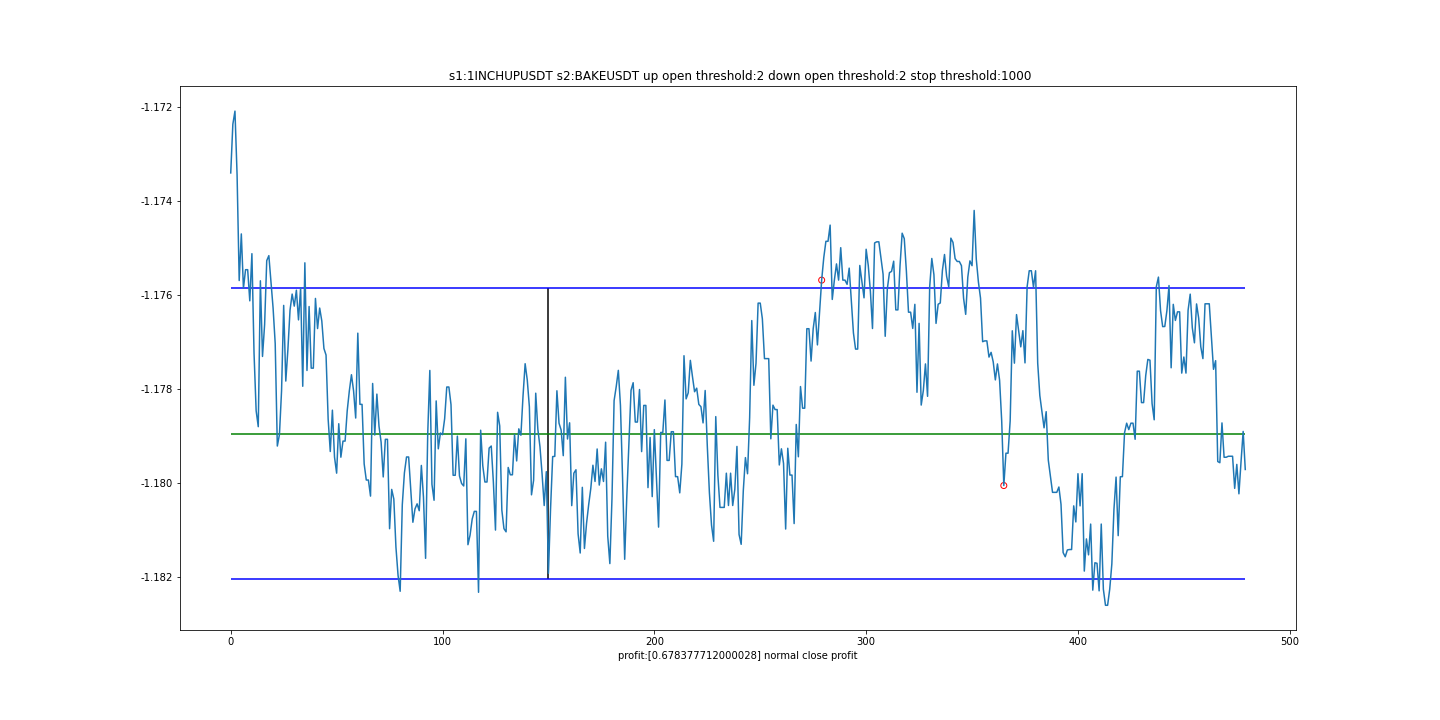 s1:1INCHUPUSDT s2:BAKEUSDT up open threshold:2 down open threshold:2 stop threshold:1000
-1.172
-1.174
-1.176
-1.178
-1.180
-1.182
0 100 200 300 400 500
profit:[0.678377712000028] normal close profit